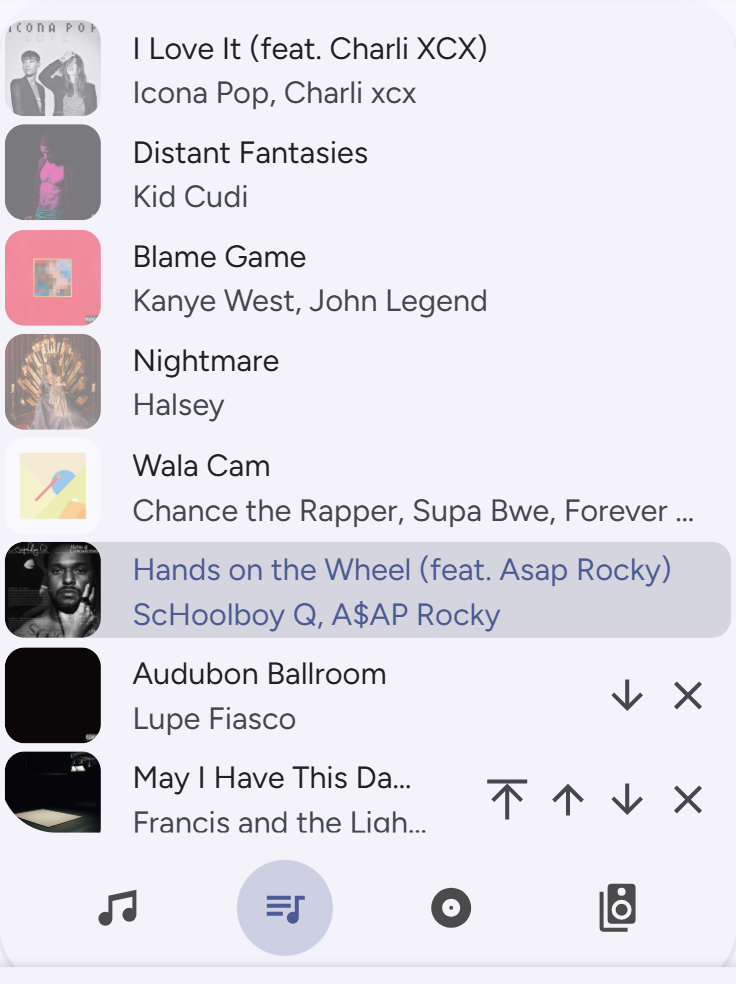 ICONA POP
I Love It (feat. Charli XCX)
Icona Pop, Charli xcx
Distant Fantasies
Kid Cudi
Blame Game
Kanye West, John Legend
Nightmare
Halsey
Wala Cam
Chance the Rapper, Supa Bwe, Forever ...
Hands on the Wheel (feat. Asap Rocky)
ScHoolboy Q, A$AP Rocky
Audubon Ballroom
Lupe Fiasco
May I Have This Da...
Francis and the Ligh...